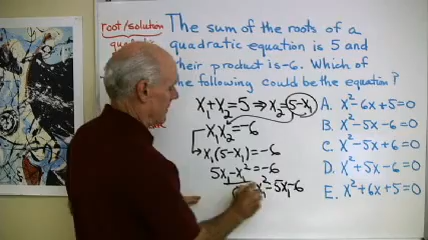 root/solution
The sum of the roots of a
quadratic equation is 5 and
their product is -6. Which of
following could be the equation?
x₁+x₂=5 ⇒ x₂=(5-x₁)
x₁x₂=-6
x₁(5-x₁)=-6
5x₁-x₁²=-6
x₁²-5x₁-6
A. x²-6x+5=0
B. x²-5x-6=0
C. x²-5x+6=0
D. x²+5x-6=0
E. x²+6x+5=0